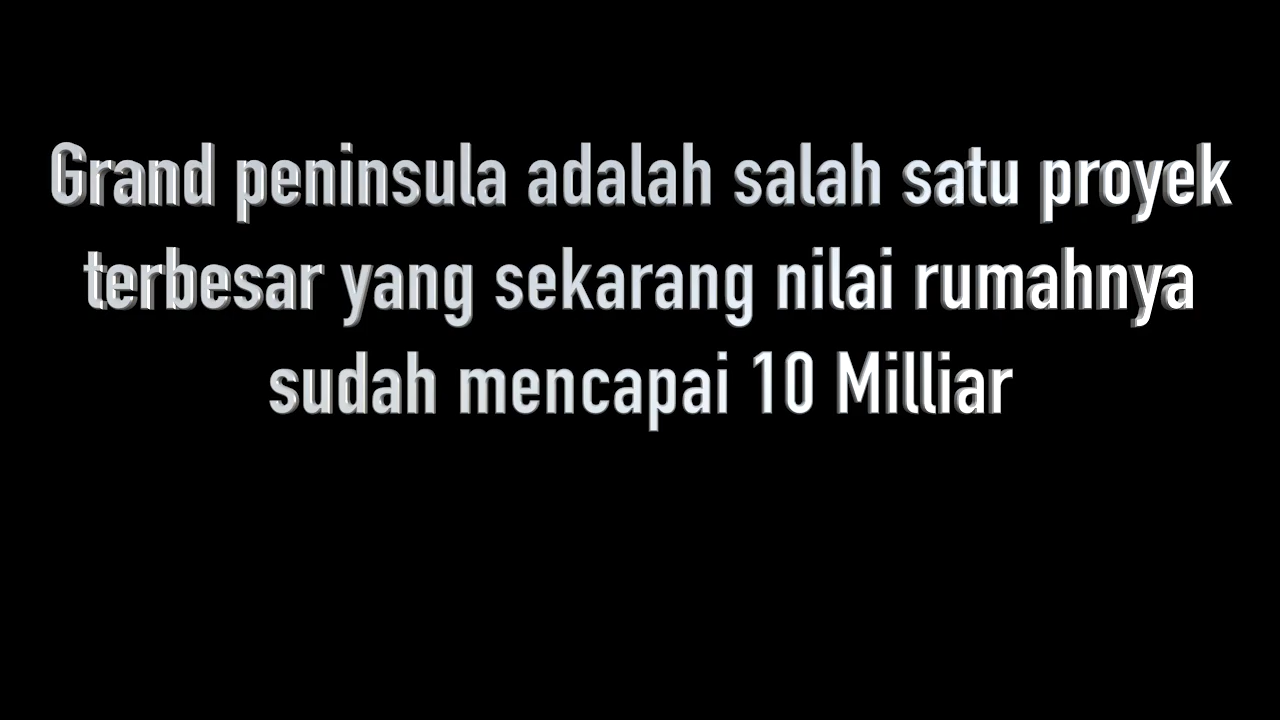 Grand peninsula adalah salah satu proyek
terbesar yang sekarang nilai rumahnya
sudah mencapai 10 Milliar